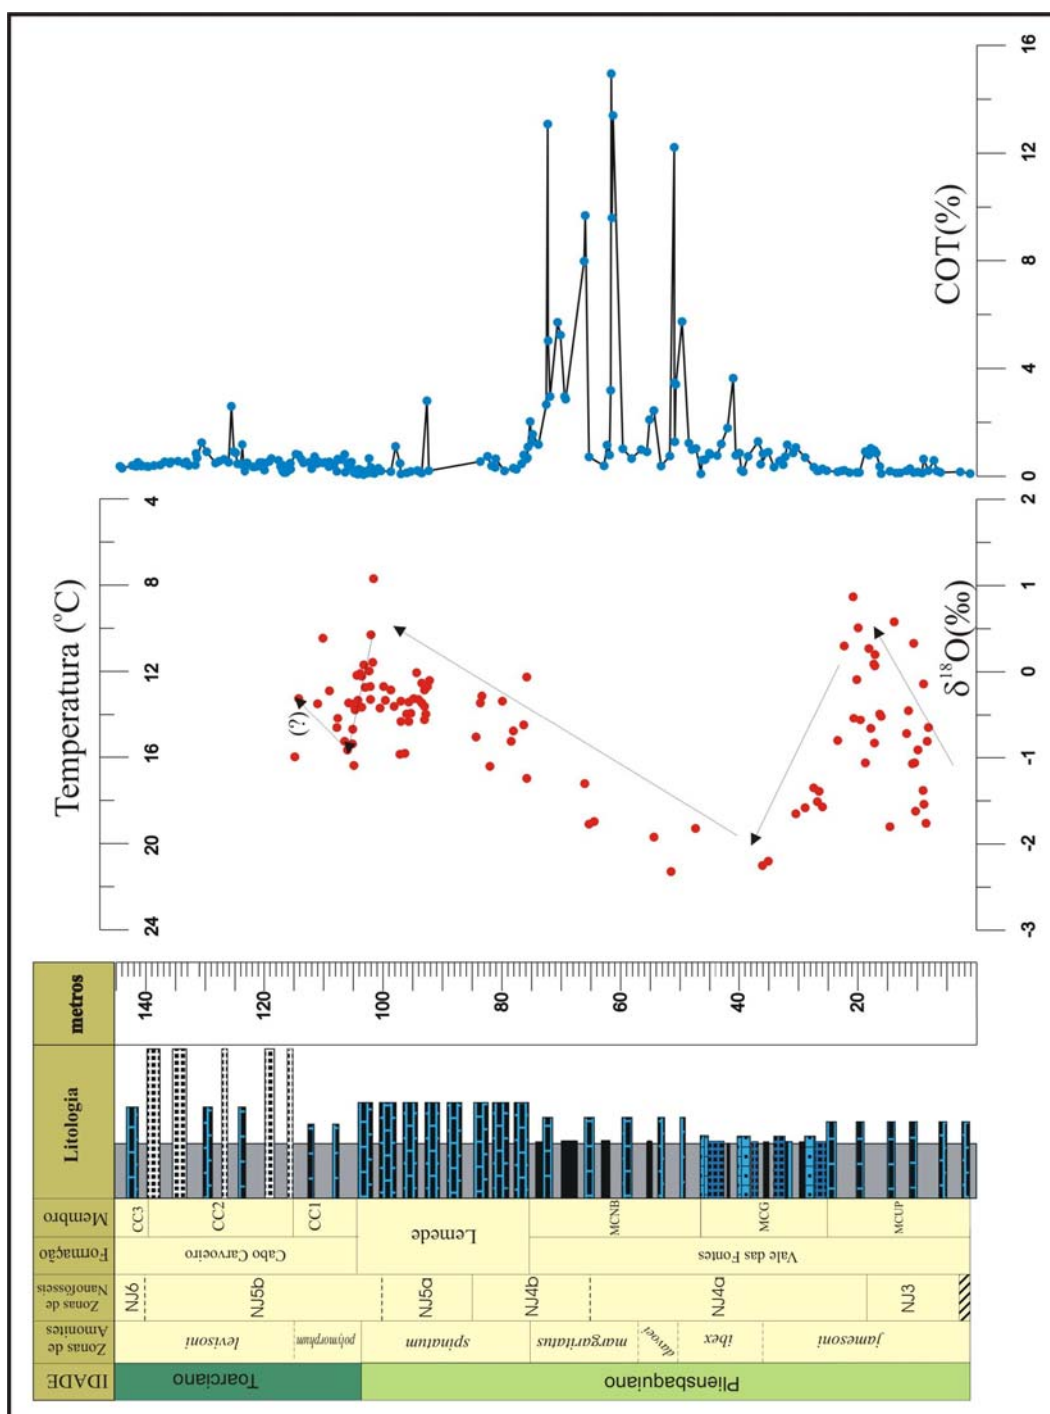 IDADE
Toarciano
Pliensbaquiano
Zonas de
Amonites
levisoni
polymorphum
spinatum
margaritatus
davoei
ibex
jamesoni
Zonas de
Nanofósseis
NJ6
NJ5b
NJ5a
NJ4b
NJ4a
NJ3
Formação
Cabo Carvoeiro
Lemede
Vale das Fontes
Membro
CC3
CC2
CC1
MCNB
MCG
MCUP
Litologia
metros
140
120
100
80
60
40
20
Temperatura (ºC)
24
20
16
12
8
4
(?)
δ18O(‰)
-3
-2
-1
0
1
2
COT(%)
0
4
8
12
16